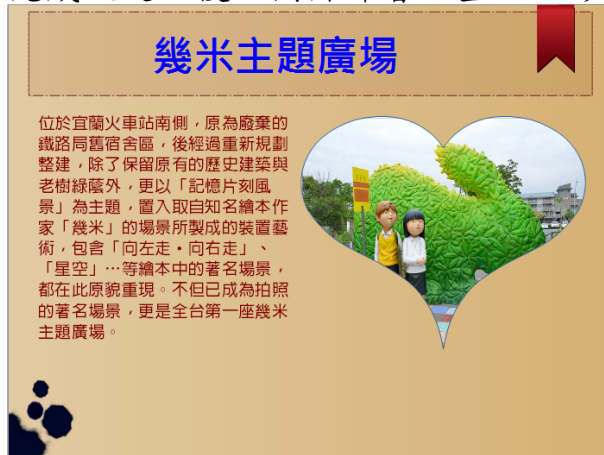 幾米主題廣場
位於宜蘭火車站南側，原為廢棄的
鐵路局舊宿舍區，後經過重新規劃
整建，除了保留原有的歷史建築與
老樹綠蔭外，更以「記憶片刻風
景」為主題，置入取自知名繪本作
家「幾米」的場景所製成的裝置藝
術，包含「向左走‧向右走」、
「星空」…等繪本中的著名場景，
都在此原貌重現。不但已成為拍照
的著名場景，更是全台第一座幾米
主題廣場。